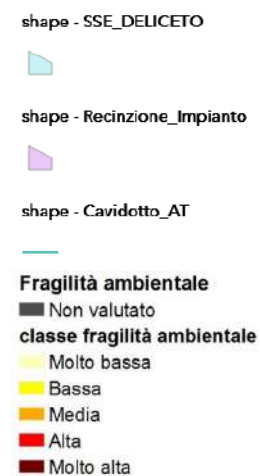 shape - SSE_DELICETO
shape - Recinzione_Impianto
shape - Cavidotto_AT
Fragilità ambientale
Non valutato
classe fragilità ambientale
Molto bassa
Bassa
Media
Alta
Molto alta